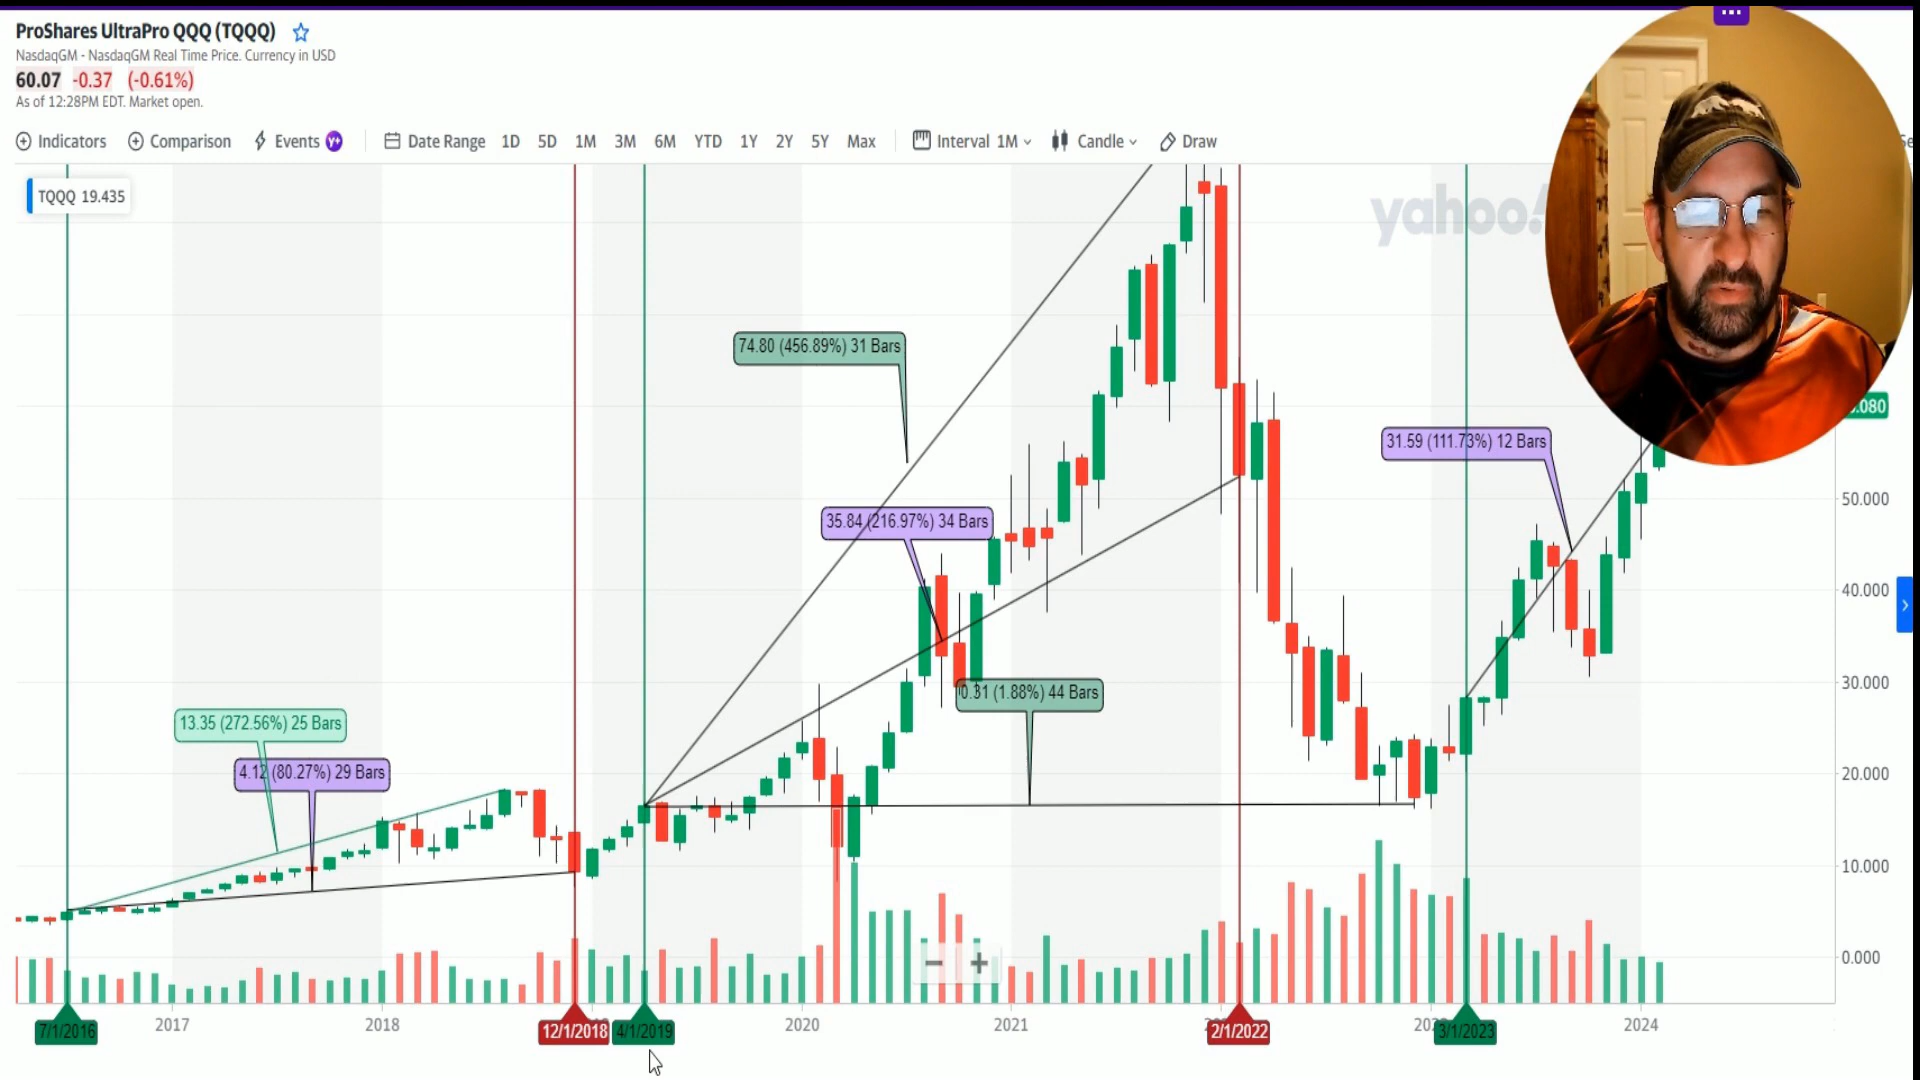 ProShares UltraPro QQQ (TQQQ)
NasdaqGM - NasdaqGM Real Time Price. Currency in USD
60.07 -0.37 (-0.61%)
As of 12:28PM EDT. Market open.
Indicators Comparison Events Y+ Date Range 1D 5D 1M 3M 6M YTD 1Y 2Y 5Y Max Interval 1M Candle Draw
TQQQ 19.435
yahoo!
74.80 (456.89%) 31 Bars
.080
31.59 (111.73%) 12 Bars
50.000
35.84 (216.97%) 34 Bars
40.000
30.000
0.31 (1.88%) 44 Bars
13.35 (272.56%) 25 Bars
4.12 (80.27%) 29 Bars
20.000
10.000
0.000
7/1/2016 2017 2018 12/1/2018 4/1/2019 2020 2021 2/1/2022 3/1/2023 2024